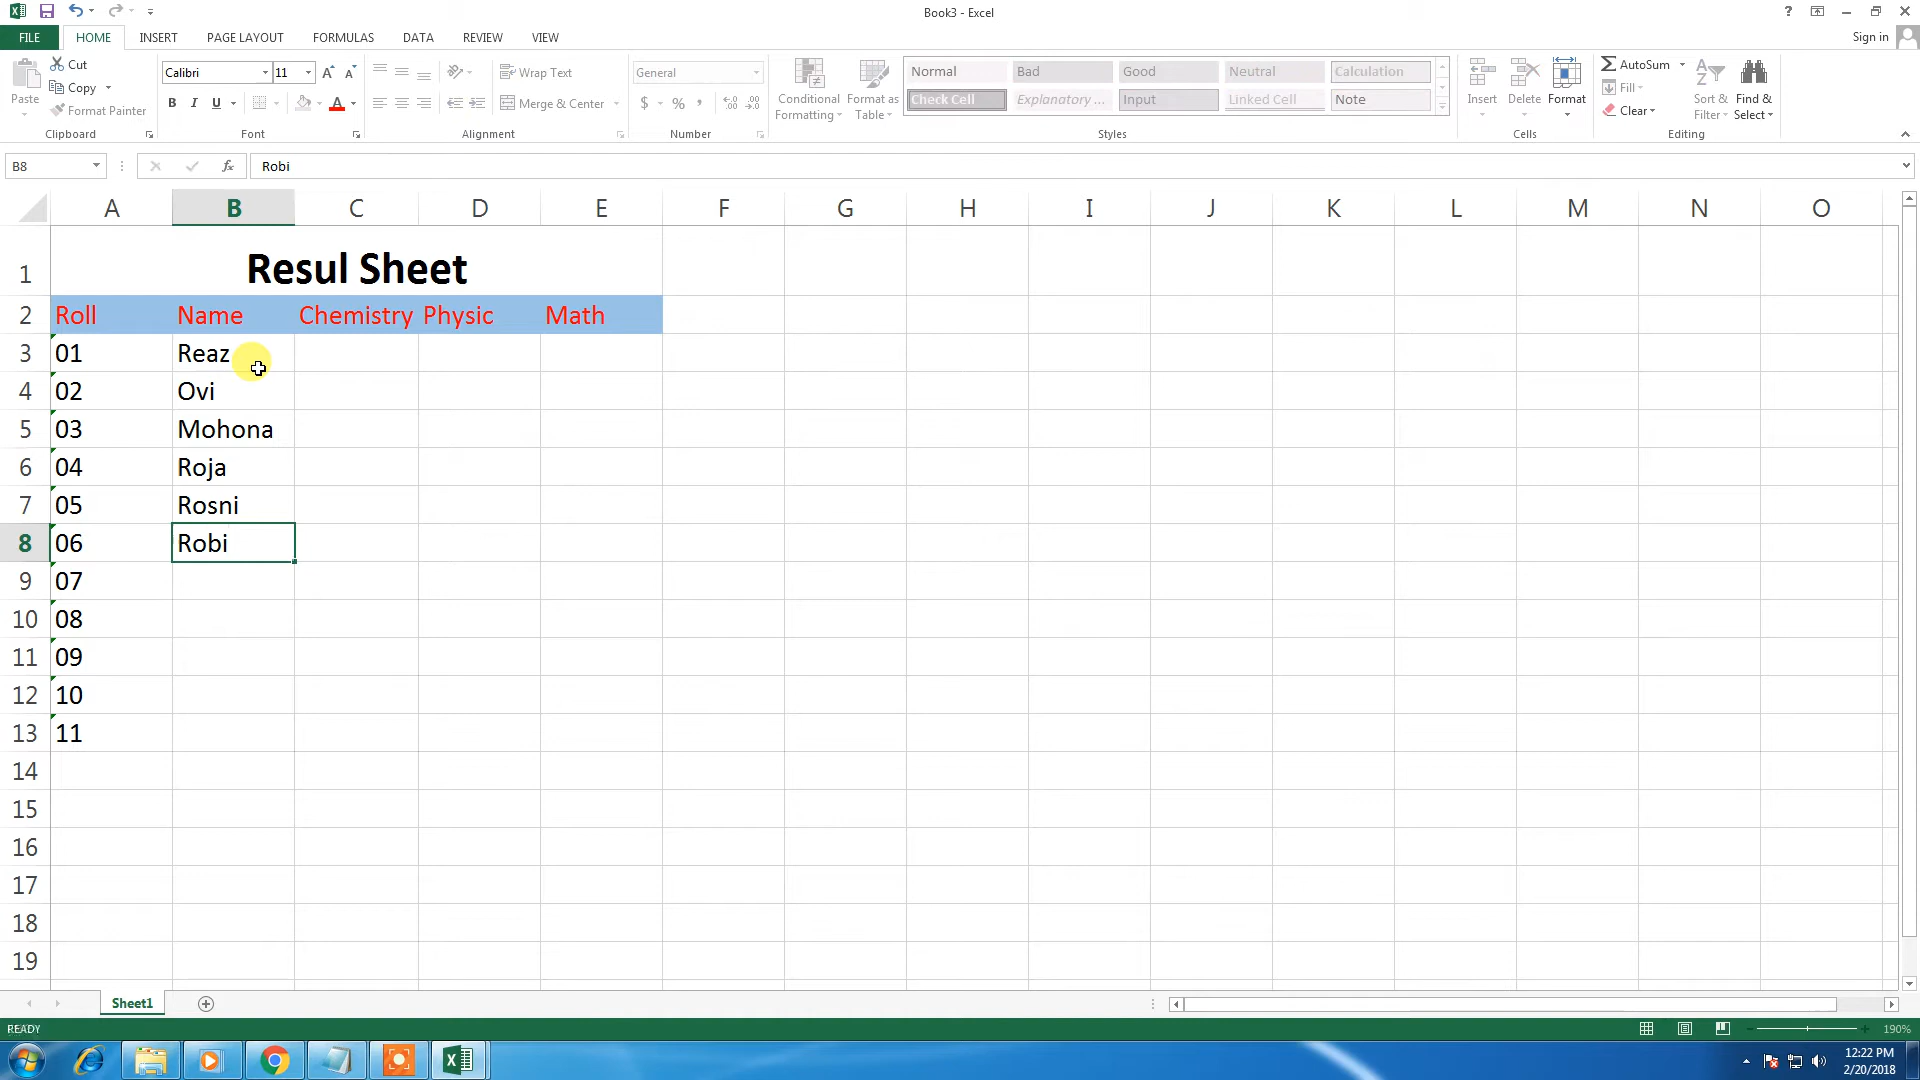 Book3 - Excel
FILE HOME INSERT PAGE LAYOUT FORMULAS DATA REVIEW VIEW Sign in
Paste Cut Copy Format Painter Clipboard
Calibri 11 Font
Wrap Text Merge & Center Alignment
General Number
Conditional Formatting Format as Table
Normal Bad Good Neutral Calculation
Check Cell Explanatory ... Input Linked Cell Note
Styles
Insert Delete Format Cells
AutoSum Fill Clear Sort & Filter Find & Select Editing
B8 fx Robi
A B C D E F G H I J K L M N O
1 Resul Sheet
2 Roll Name Chemistry Physic Math
3 01 Reaz
4 02 Ovi
5 03 Mohona
6 04 Roja
7 05 Rosni
8 06 Robi
9 07
10 08
11 09
12 10
13 11
14
15
16
17
18
19
Sheet1
READY 190%
12:22 PM
2/20/2018